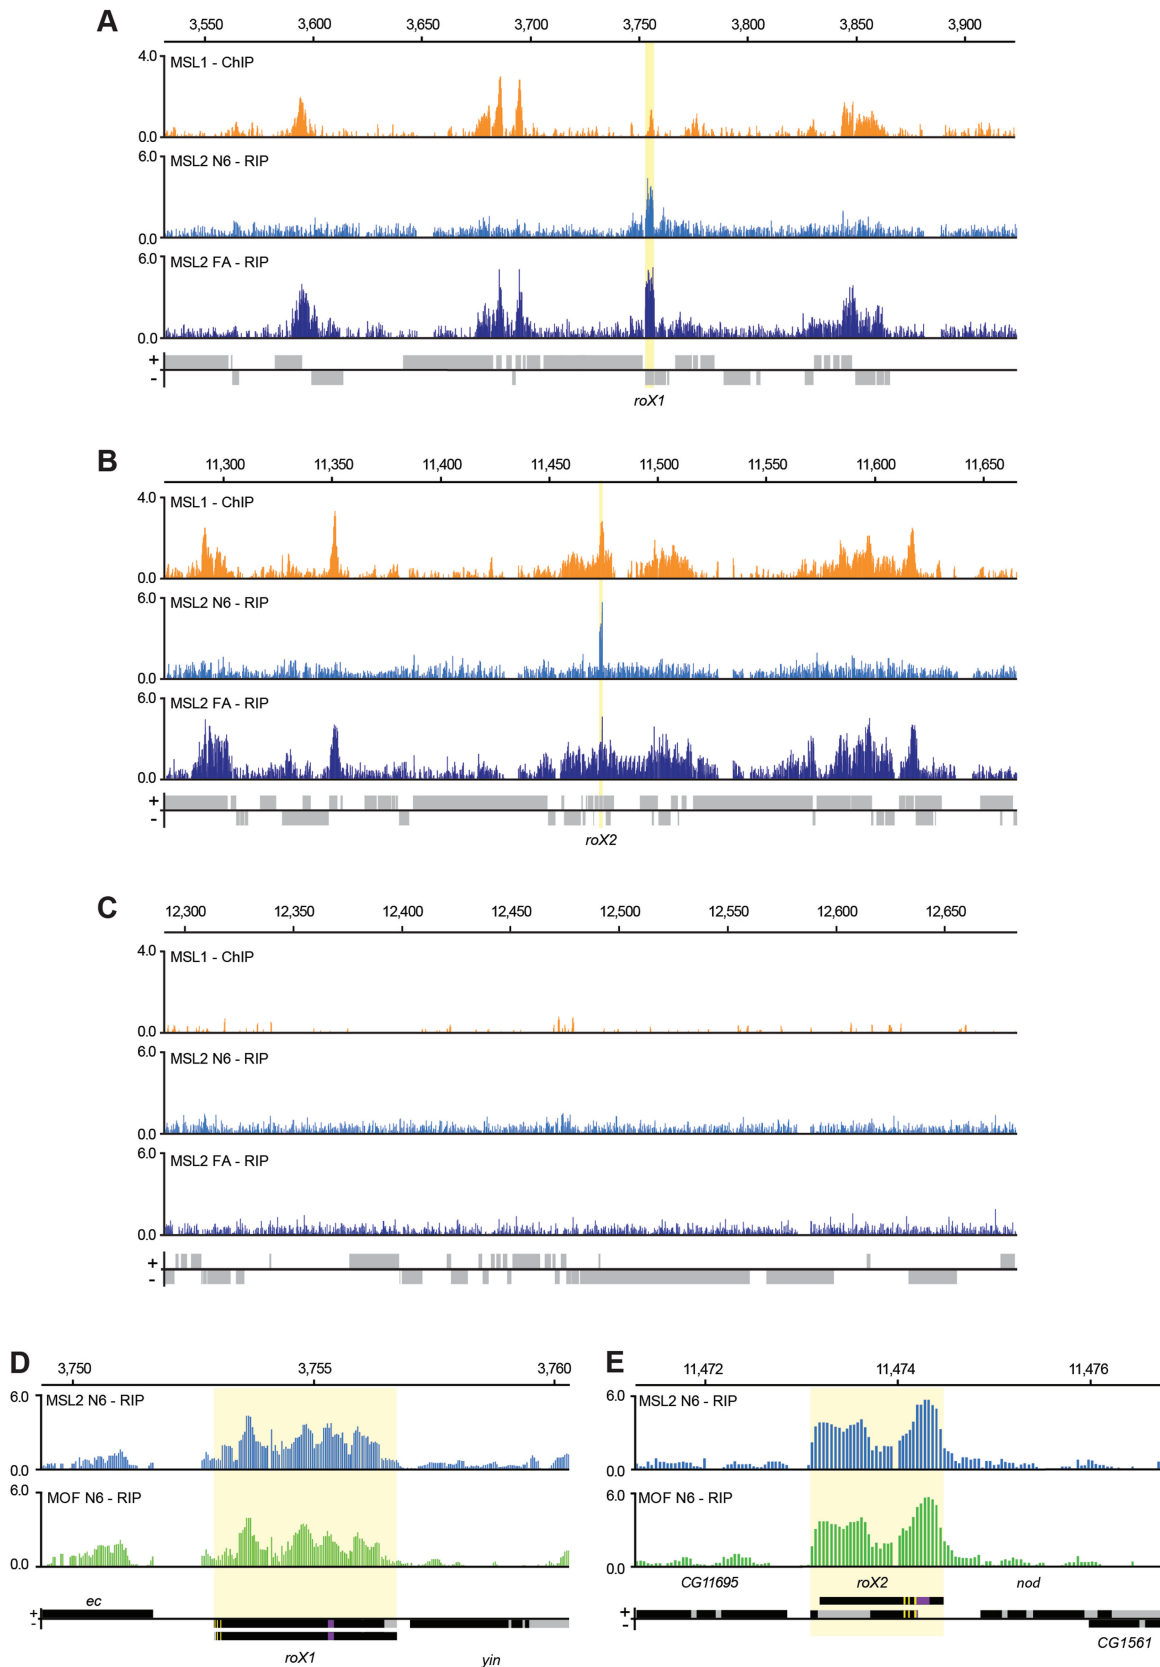 A
3,550 3,600 3,650 3,700 3,750 3,800 3,850 3,900
4.0
MSL1 - ChIP
0.0
6.0
MSL2 N6 - RIP
0.0
6.0
MSL2 FA - RIP
0.0
+
-
roX1
B
11,300 11,350 11,400 11,450 11,500 11,550 11,600 11,650
4.0
MSL1 - ChIP
0.0
6.0
MSL2 N6 - RIP
0.0
6.0
MSL2 FA - RIP
0.0
+
-
roX2
C
12,300 12,350 12,400 12,450 12,500 12,550 12,600 12,650
4.0
MSL1 - ChIP
0.0
6.0
MSL2 N6 - RIP
0.0
6.0
MSL2 FA - RIP
0.0
+
-
D
3,750 3,755 3,760
6.0
MSL2 N6 - RIP
0.0
6.0
MOF N6 - RIP
0.0
ec
+
-
roX1
yin
E
11,472 11,474 11,476
6.0
MSL2 N6 - RIP
0.0
6.0
MOF N6 - RIP
0.0
CG11695 roX2 nod
+
-
CG1561